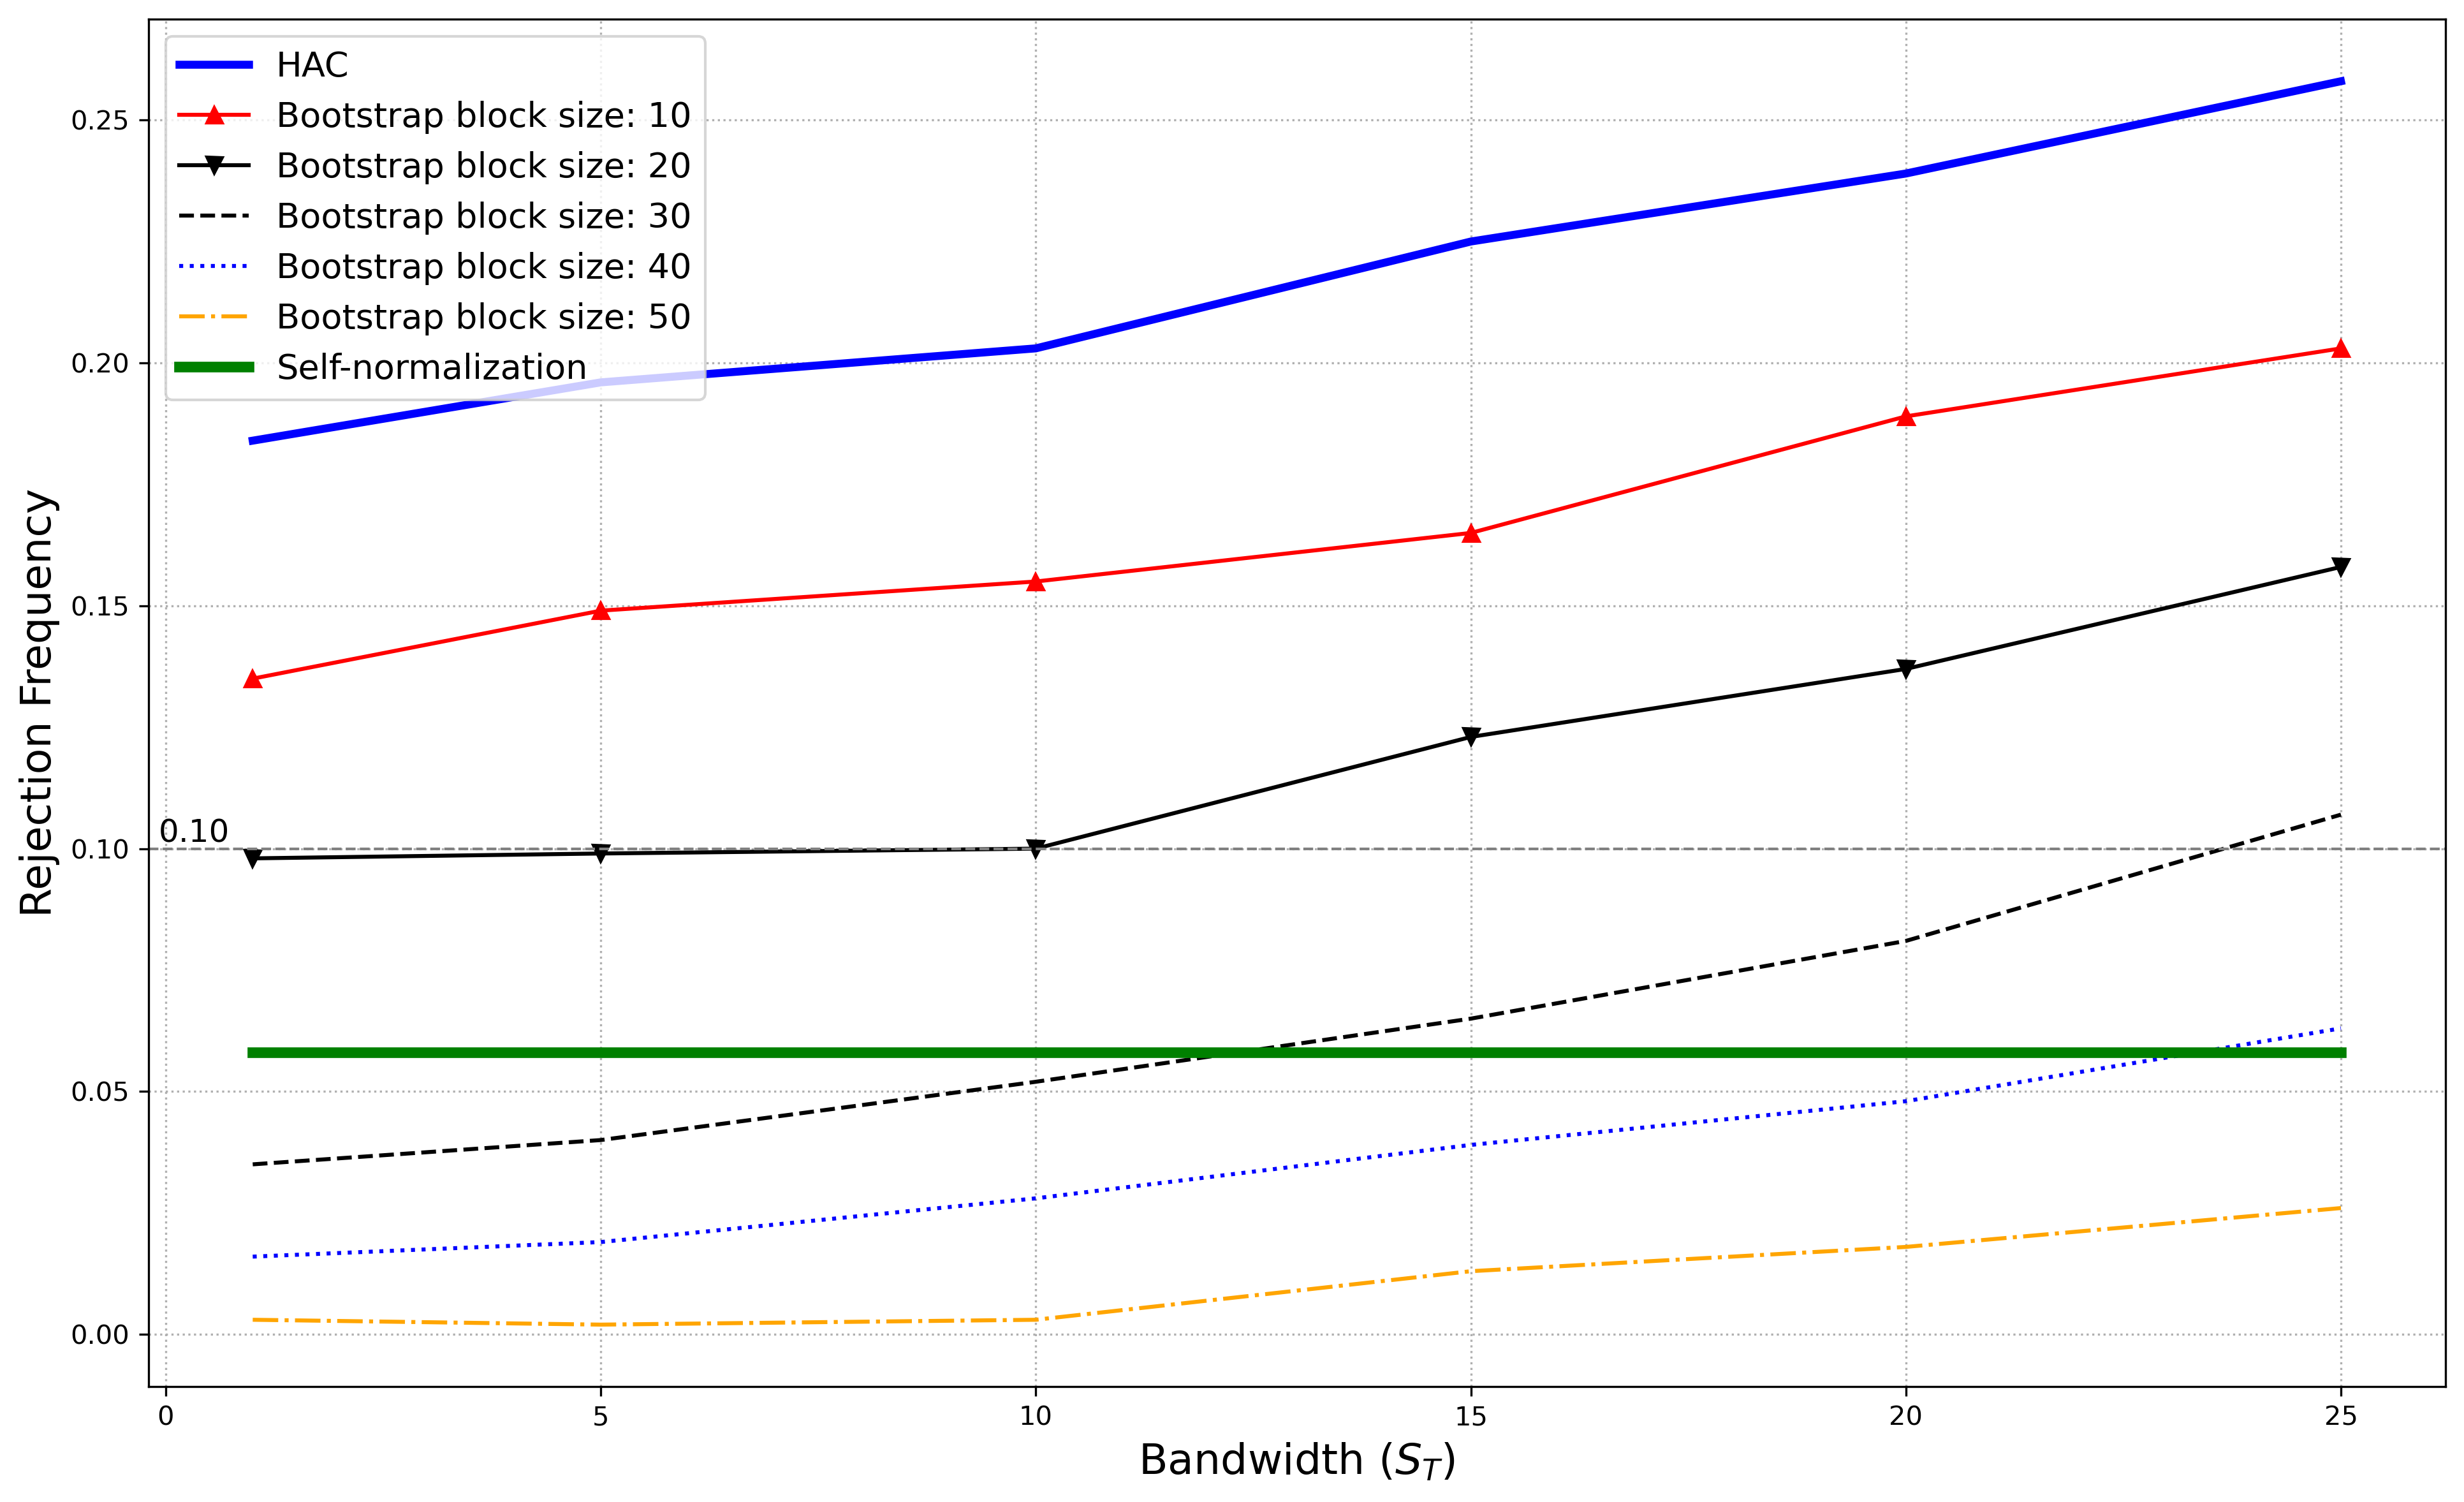 HAC
Bootstrap block size: 10
Bootstrap block size: 20
Bootstrap block size: 30
Bootstrap block size: 40
Bootstrap block size: 50
Self-normalization
Rejection Frequency
0.25
0.20
0.15
0.10
0.10
0.05
0.00
0 5 10 15 20 25
Bandwidth (S_T)